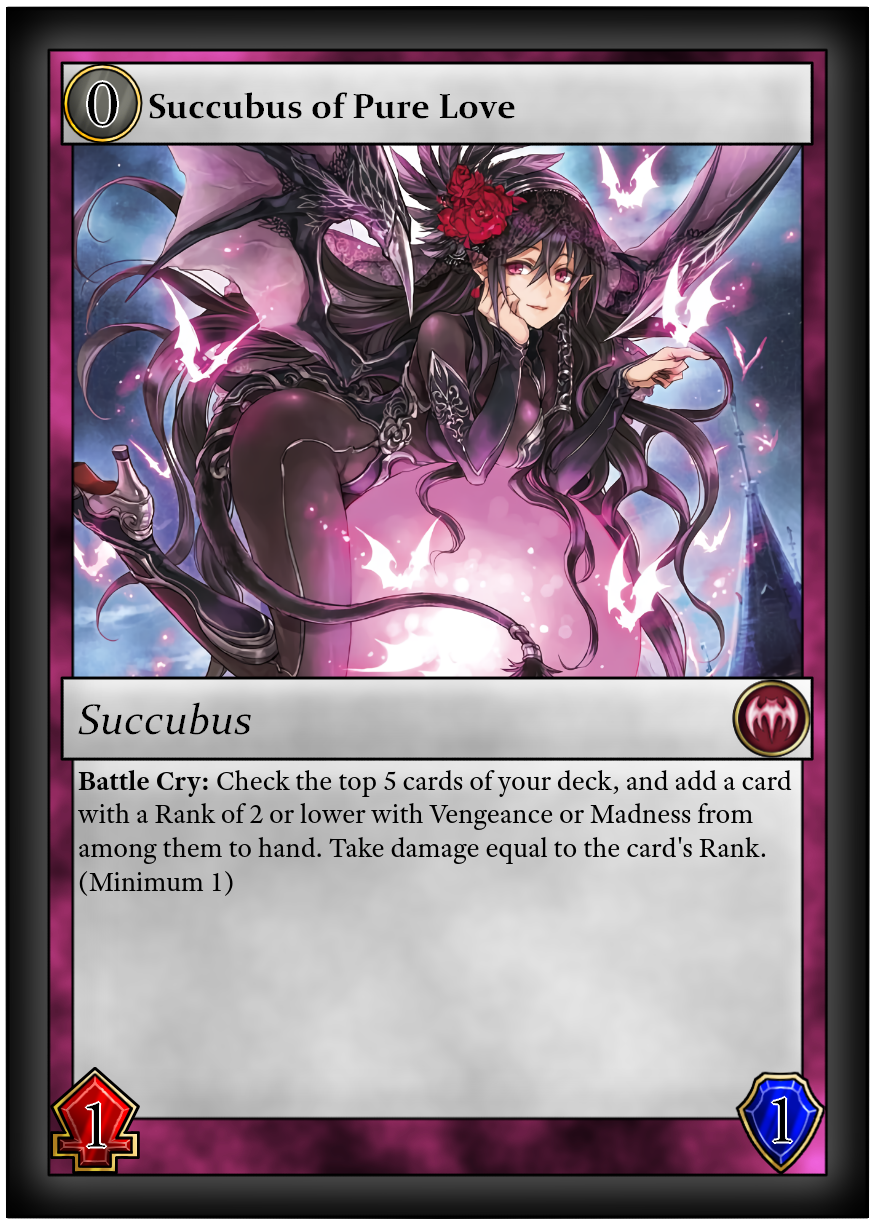 0
Succubus of Pure Love
Succubus
Battle Cry: Check the top 5 cards of your deck, and add a card
with a Rank of 2 or lower with Vengeance or Madness from
among them to hand. Take damage equal to the card's Rank.
(Minimum 1)
1
1